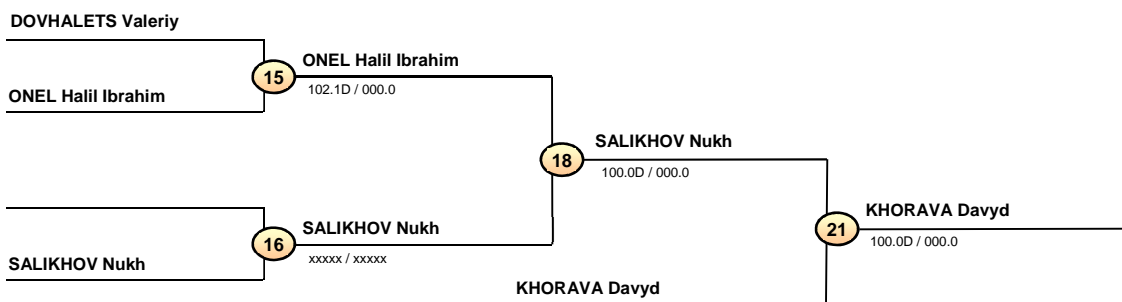 DOVHALETS Valeriy
15
ONEL Halil Ibrahim
102.1D / 000.0
ONEL Halil Ibrahim
18
SALIKHOV Nukh
100.0D / 000.0
16
SALIKHOV Nukh
xxxxx / xxxxx
SALIKHOV Nukh
21
KHORAVA Davyd
100.0D / 000.0
KHORAVA Davyd